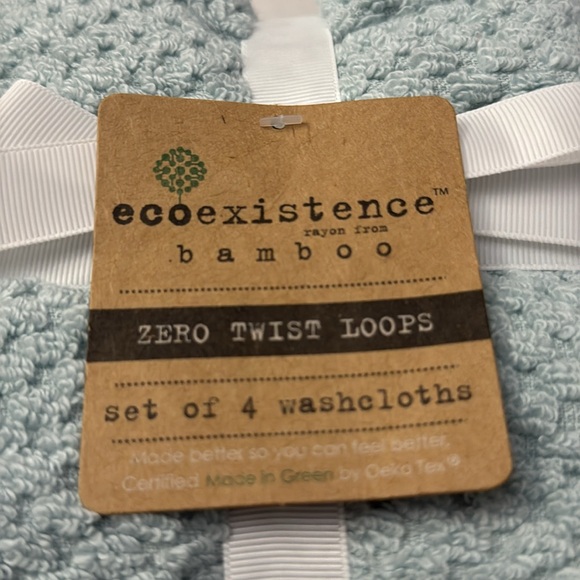 ecoexistence™
rayon from
bamboo
ZERO TWIST LOOPS
set of 4 washcloths
Made better so you can feel better.
Certified Made in Green by Oeko Tex®